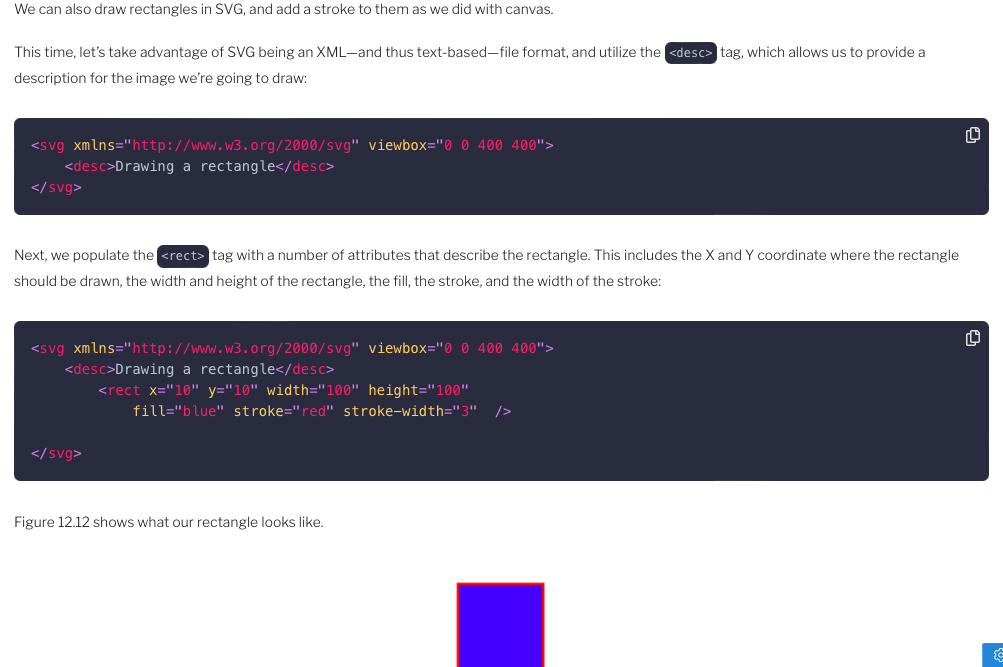 We can also draw rectangles in SVG, and add a stroke to them as we did with canvas.
This time, let’s take advantage of SVG being an XML—and thus text-based—file format, and utilize the <desc> tag, which allows us to provide a
description for the image we’re going to draw:
<svg xmlns="http://www.w3.org/2000/svg" viewbox="0 0 400 400">
    <desc>Drawing a rectangle</desc>
</svg>
Next, we populate the <rect> tag with a number of attributes that describe the rectangle. This includes the X and Y coordinate where the rectangle
should be drawn, the width and height of the rectangle, the fill, the stroke, and the width of the stroke:
<svg xmlns="http://www.w3.org/2000/svg" viewbox="0 0 400 400">
    <desc>Drawing a rectangle</desc>
        <rect x="10" y="10" width="100" height="100"
            fill="blue" stroke="red" stroke-width="3"  />
</svg>
Figure 12.12 shows what our rectangle looks like.